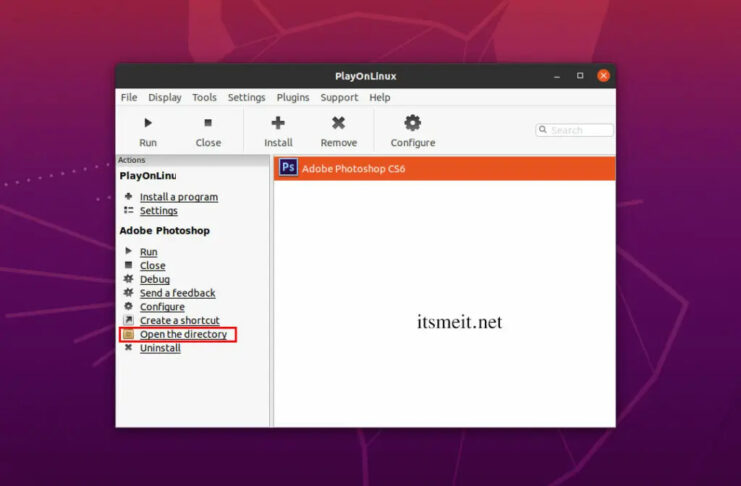 PlayOnLinux
File Display Tools Settings Plugins Support Help
Run Close Install Remove Configure
Search
Actions
PlayOnLinu
Install a program
Settings
Adobe Photoshop
Run
Close
Debug
Send a feedback
Configure
Create a shortcut
Open the directory
Uninstall
Ps Adobe Photoshop CS6
itsmeit.net